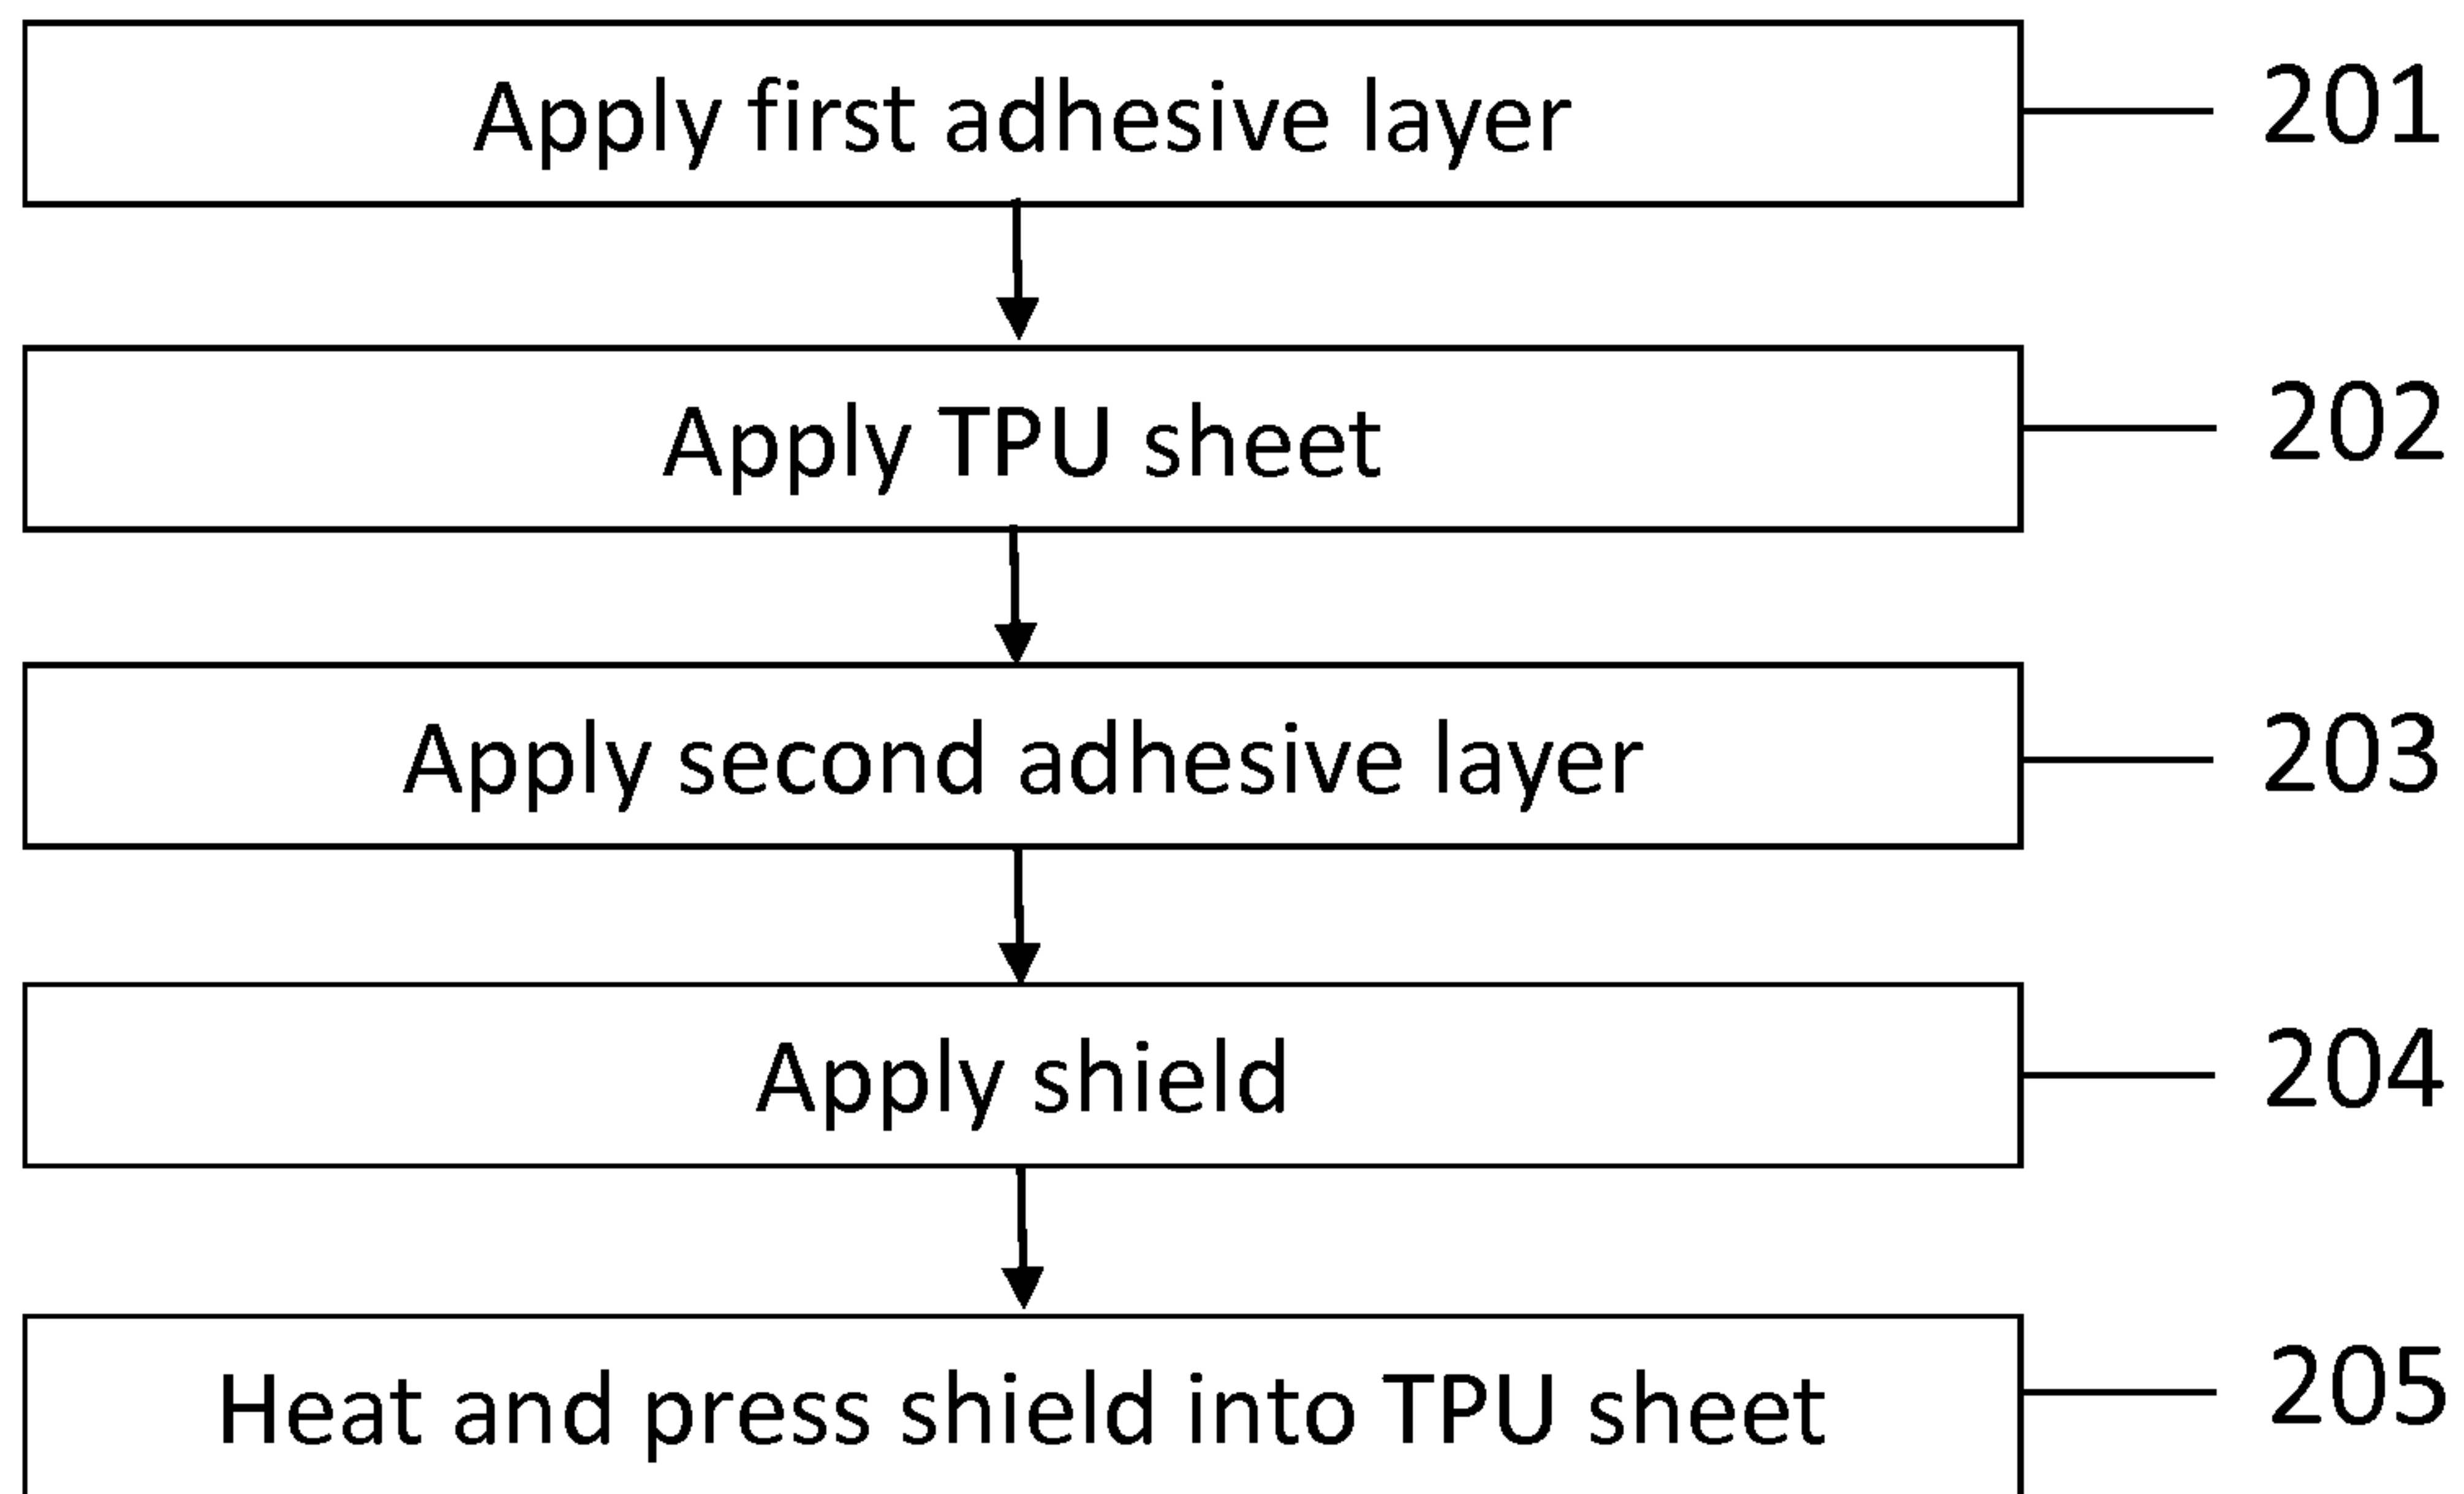 Apply first adhesive layer 201
Apply TPU sheet 202
Apply second adhesive layer 203
Apply shield 204
Heat and press shield into TPU sheet 205